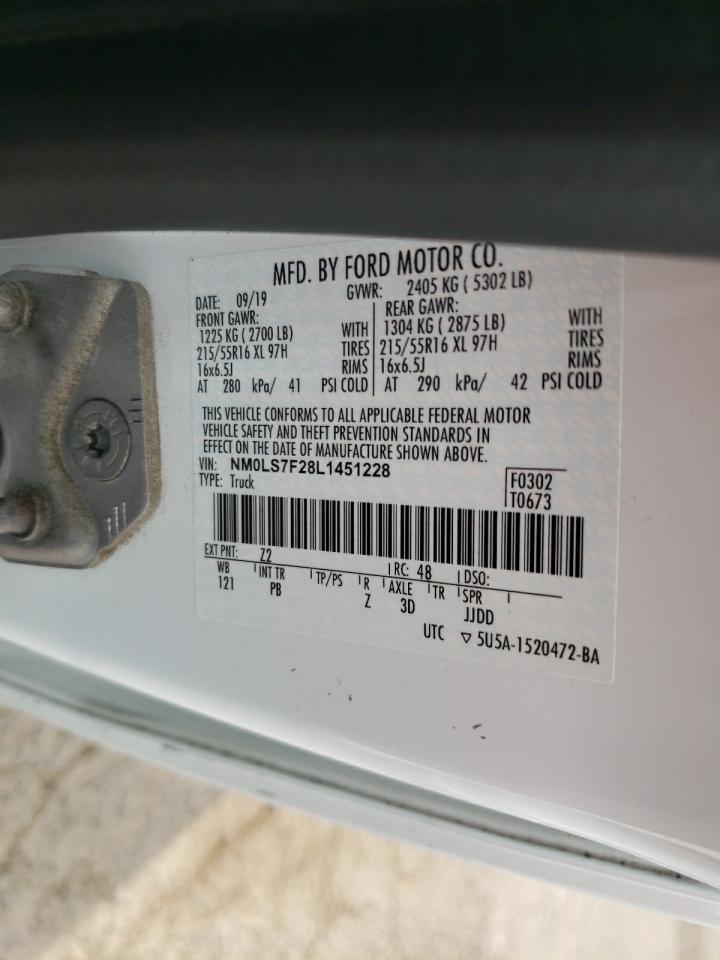 MFD. BY FORD MOTOR CO.
DATE: 09/19 GVWR: 2405 KG ( 5302 LB)
FRONT GAWR: REAR GAWR:
1225 KG ( 2700 LB) WITH 1304 KG ( 2875 LB) WITH
215/55R16 XL 97H TIRES 215/55R16 XL 97H TIRES
16x6.5J RIMS 16x6.5J RIMS
AT 280 kPa/ 41 PSI COLD AT 290 kPa/ 42 PSI COLD
THIS VEHICLE CONFORMS TO ALL APPLICABLE FEDERAL MOTOR
VEHICLE SAFETY AND THEFT PREVENTION STANDARDS IN
EFFECT ON THE DATE OF MANUFACTURE SHOWN ABOVE.
VIN: NM0LS7F28L1451228 F0302
TYPE: Truck T0673
EXT PNT: Z2 RC: 48 DSO:
WB INT TR TP/PS R AXLE TR SPR
121 PB Z 3D JJDD
UTC ▽ 5U5A-1520472-BA